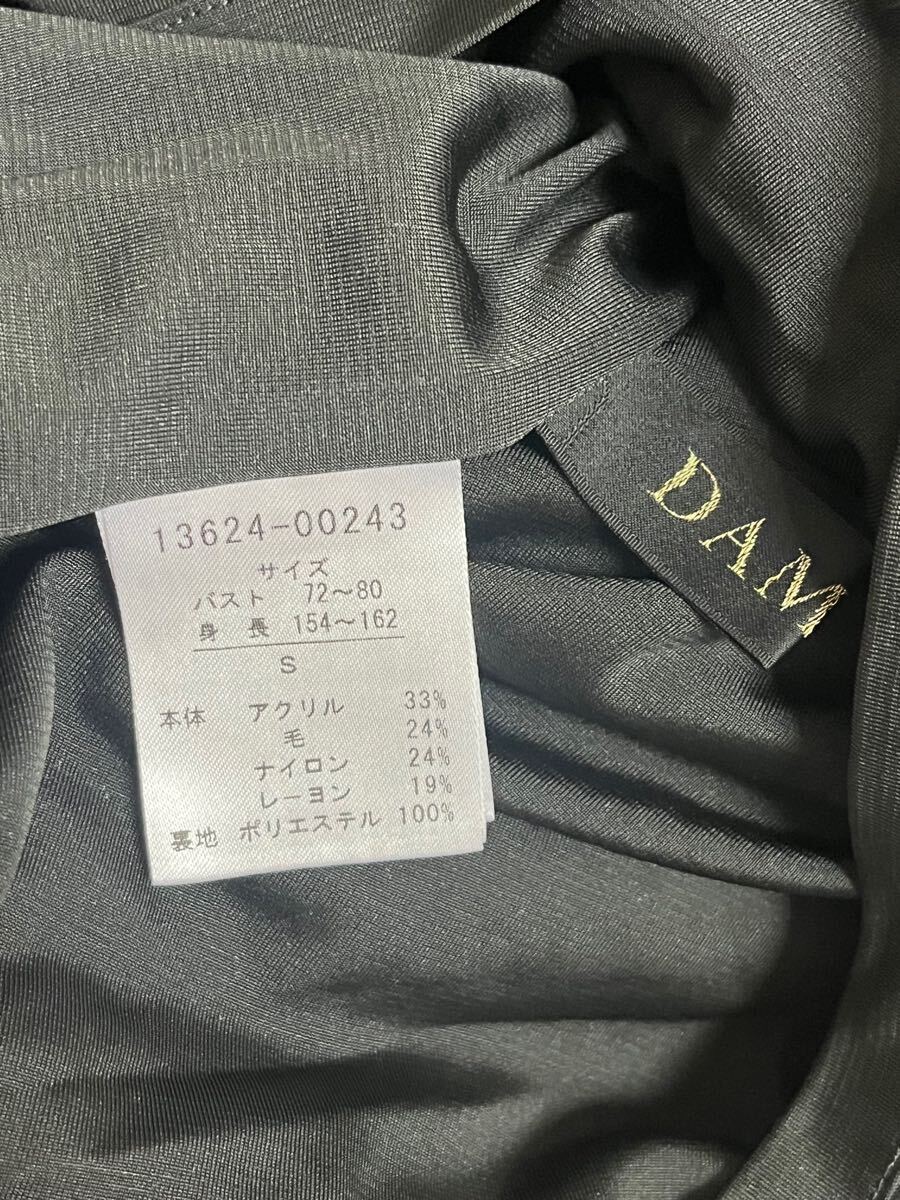 13624-00243
サイズ
バスト 72～80
身 長 154～162
S
本体 アクリル 33%
毛 24%
ナイロン 24%
レーヨン 19%
裏地 ポリエステル 100%
DAM